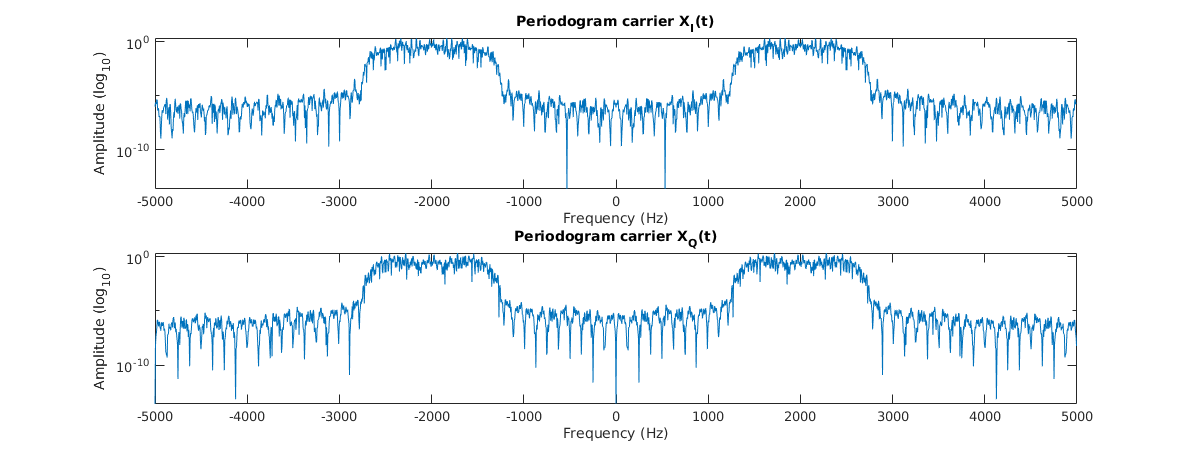 Periodogram carrier X_I(t)
Amplitude (log_10)
10^0
10^-10
-5000 -4000 -3000 -2000 -1000 0 1000 2000 3000 4000 5000
Frequency (Hz)
Periodogram carrier X_Q(t)
Amplitude (log_10)
10^0
10^-10
-5000 -4000 -3000 -2000 -1000 0 1000 2000 3000 4000 5000
Frequency (Hz)